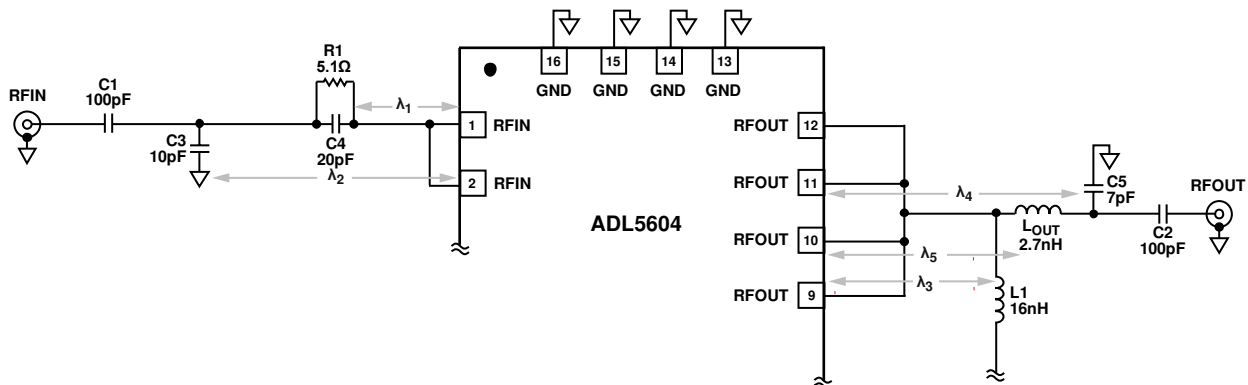 RFIN
C1
100pF
C3
10pF
R1
5.1Ω
C4
20pF
λ1
λ2
1
RFIN
2
RFIN
16
15
14
13
GND
GND
GND
GND
ADL5604
RFOUT
12
RFOUT
11
RFOUT
10
RFOUT
9
λ4
λ5
λ3
LOUT
2.7nH
L1
16nH
C5
7pF
C2
100pF
RFOUT